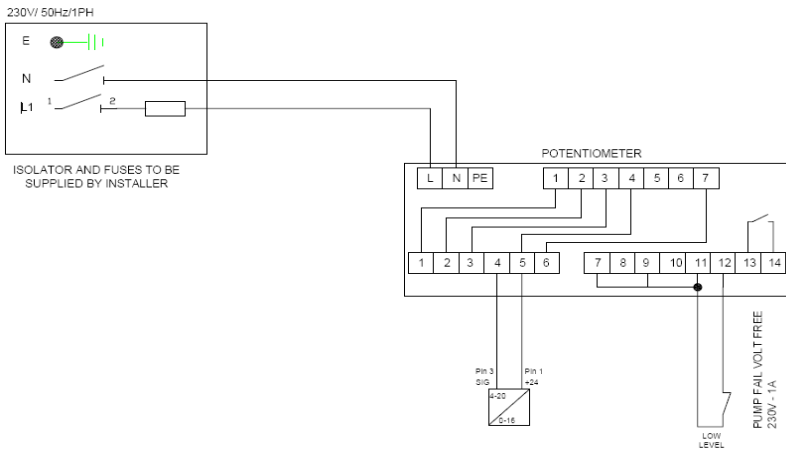 230V/ 50Hz/1PH
E
N
L1 1 2
ISOLATOR AND FUSES TO BE
SUPPLIED BY INSTALLER
POTENTIOMETER
L N PE 1 2 3 4 5 6 7
1 2 3 4 5 6 7 8 9 10 11 12 13 14
Pin 3 Pin 1
SIG +24
4-20
0-16
LOW
LEVEL
PUMP FAIL VOLT FREE
230V - 1A